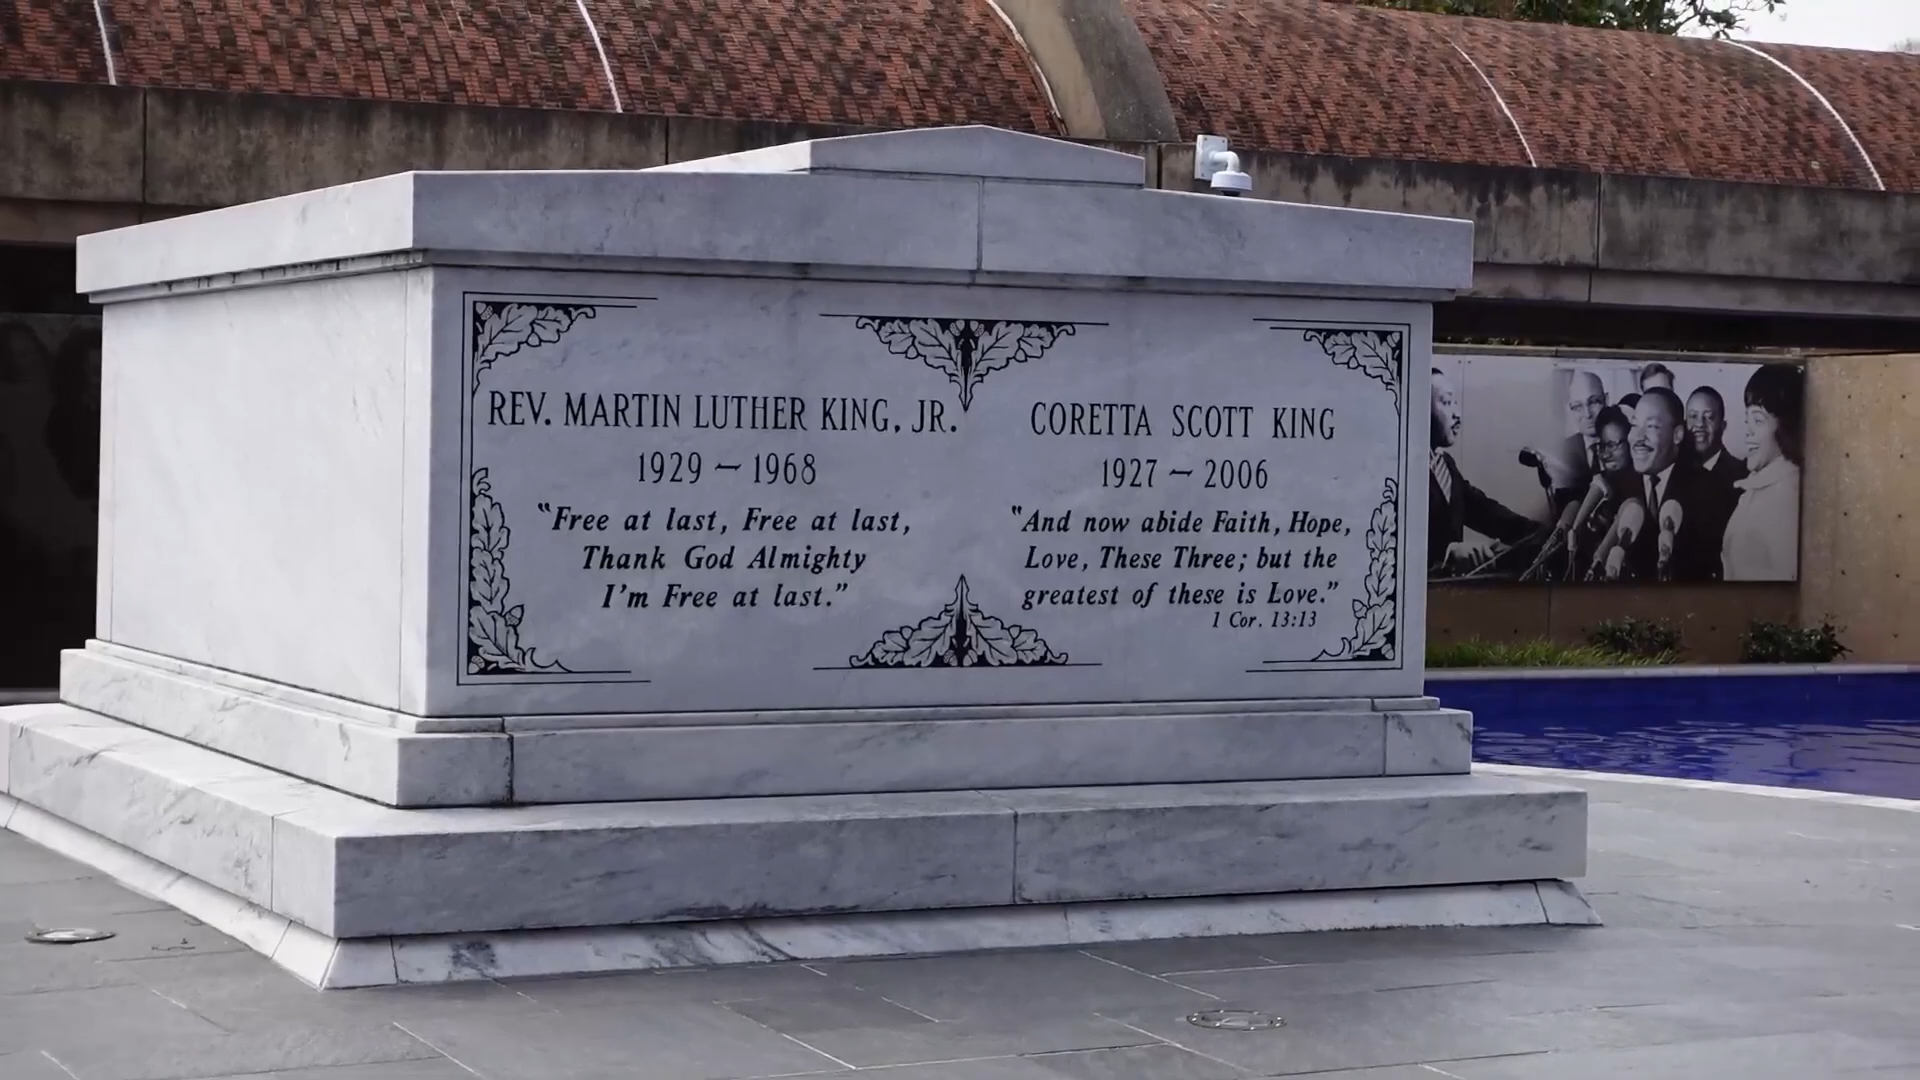 REV. MARTIN LUTHER KING, JR.
1929 ~ 1968
"Free at last, Free at last,
Thank God Almighty
I'm Free at last."
CORETTA SCOTT KING
1927 ~ 2006
"And now abide Faith, Hope,
Love, These Three; but the
greatest of these is Love."
1 Cor. 13:13